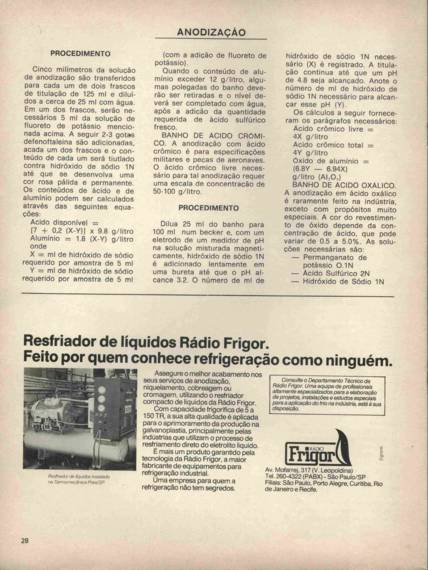 ANODIZAÇÃO
PROCEDIMENTO
Cinco milímetros da solução
de anodização são transferidos
para cada um de dois frascos
de titulação de 125 ml e diluí-
dos a cerca de 25 ml com água.
Em um dos frascos, serão ne-
cessários 5 ml da solução de
fluoreto de potássio mencio-
nada acima. A seguir 2-3 gotas
defenoftaleina são adicionadas,
acada um dos frascos e o con-
teúdo de cada um será titulado
contra hidróxido de sódio 1N
até que se desenvolva uma
cor rosa pálida e permanente.
Os conteúdos de ácido e de
alumínio podem ser calculados
através das seguintes equa-
ções:
Ácido disponível =
[7 + 0,2 (X-Y)] x 9.8 g/litro
Alumínio = 1.8 (X-Y) g/litro
onde
X = ml de hidróxido de sódio
requerido por amostra de 5 ml
Y = ml de hidróxido de sódio
requerido por amostra de 5 ml
(com a adição de fluoreto de
potássio).
Quando o conteúdo de alu-
mínio exceder 12 g/litro, algu-
mas polegadas do banho deve-
rão ser retiradas e o nível de-
verá ser completado com água,
após a adição da quantidade
requerida de ácido sulfúrico
fresco.
BANHO DE ÁCIDO CRÔMI-
CO. A anodização com ácido
crômico é para especificações
militares e peças de aeronaves.
O ácido crômico livre neces-
sário para tal anodização requer
uma escala de concentração de
50-100 g/litro.
PROCEDIMENTO
Dilua 25 ml do banho para
100 ml num becker e, com um
eletrodo de um medidor de pH
na solução misturada magneti-
camente, hidróxido de sódio 1N
é adicionado lentamente em
uma bureta até que o pH al-
cance 3.2. O número de ml de
hidróxido de sódio 1N neces-
sário (X) é registrado. A titula-
ção continua até que um pH
de 4.8 seja alcançado. Anote o
número de ml de hidróxido de
sódio 1N necessário para alcan-
çar esse pH (Y).
Os cálculos a seguir fornece-
ram os parágrafos necessários:
Ácido crômico livre =
4X g/litro
Ácido crômico total =
4Y g/litro
Óxido de alumínio =
(6.8Y — 6.94X)
g/litro (Al₂O₃)
BANHO DE ÁCIDO OXÁLICO.
A anodização em ácido oxálico
é raramente feito na indústria,
exceto com propósitos muito
especiais. A cor do revestimen-
to de óxido depende da con-
centração de ácido, que pode
variar de 0.5 a 5.0%. As solu-
ções necessárias são:
— Permanganato de
potássio 0.1N
— Ácido Sulfúrico 2N
— Hidróxido de Sódio 1N
Resfriador de líquidos Rádio Frigor.
Feito por quem conhece refrigeração como ninguém.
Assegure o melhor acabamento nos
seus serviços de anodização,
niquelamento, cobreagem ou
cromagem, utilizando o resfriador
compacto de líquidos da Rádio Frigor.
Com capacidade frigorífica de 5 a
150 TR, a sua alta qualidade é aplicada
para o aprimoramento da produção na
galvanoplastia, principalmente pelas
indústrias que utilizam o processo de
resfriamento direto do eletrólito líquido.
É mais um produto garantido pela
tecnologia da Rádio Frigor, a maior
fabricante de equipamentos para
refrigeração industrial.
Uma empresa para quem a
refrigeração não tem segredos.
Resfriador de líquidos instalado
Consulte o Departamento Técnico da
Rádio Frigor. Uma equipe de profissionais
altamente especializados para a elaboração
de projetos, instalações e estudos especiais
para a aplicação do frio na indústria, está à sua
disposição.
RÁDIO
Frigor
Av. Mofarrej, 317 (V. Leopoldina)
Tel. 260-4322 (PABX) - São Paulo/SP
Filiais: São Paulo, Porto Alegre, Curitiba, Rio
de Janeiro e Recife.
28